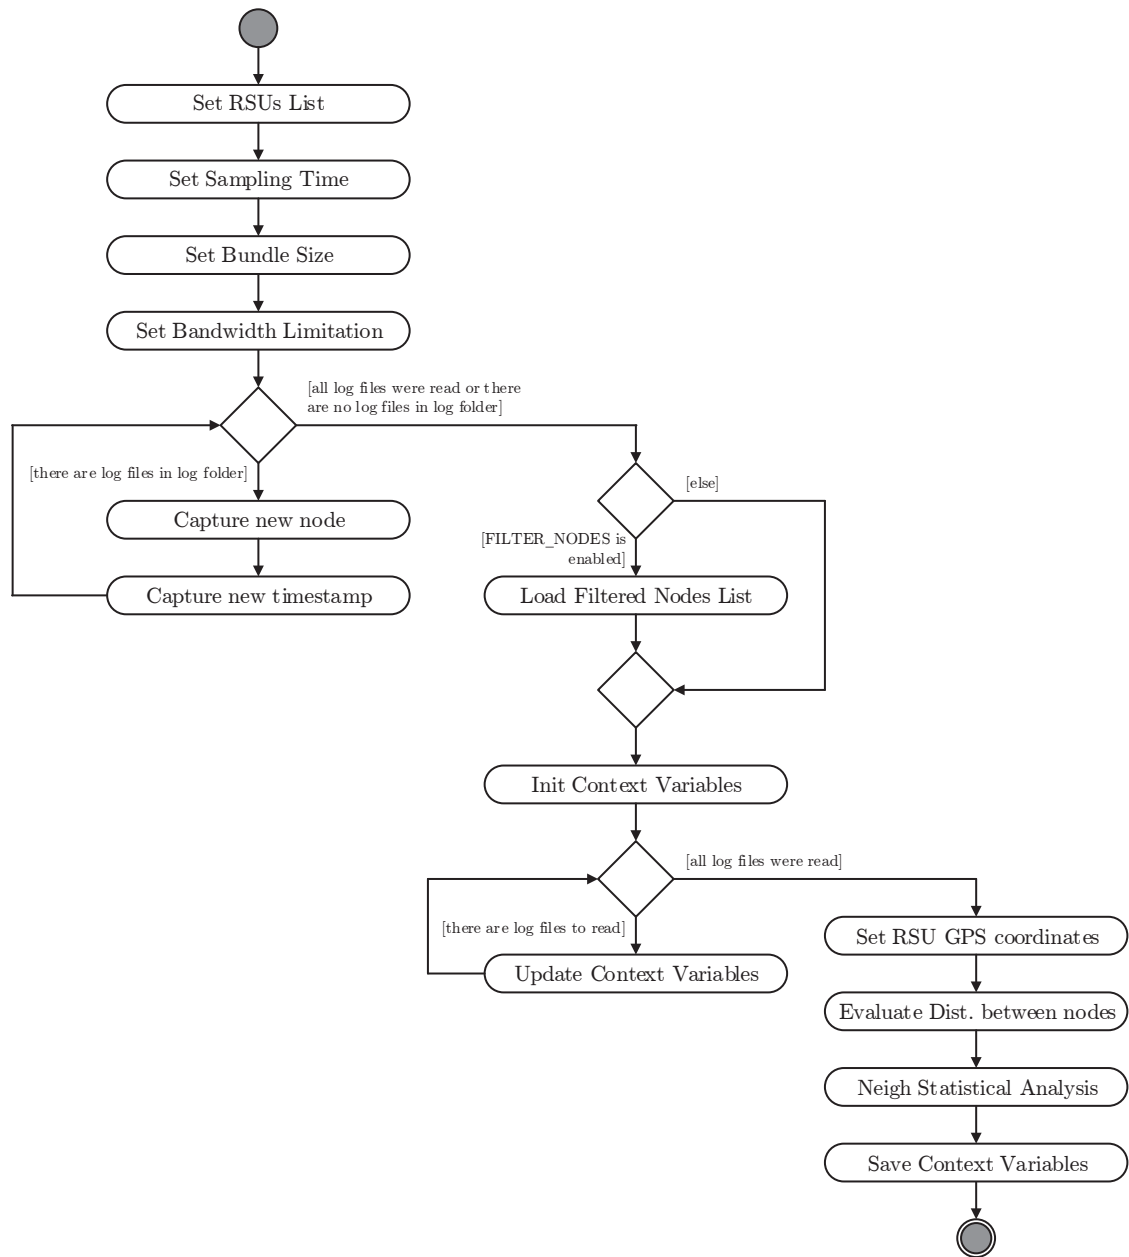 Set RSUs List
Set Sampling Time
Set Bundle Size
Set Bandwidth Limitation
[all log files were read or there
are no log files in log folder]
[there are log files in log folder]
[else]
Capture new node
[FILTER_NODES is
enabled]
Capture new timestamp
Load Filtered Nodes List
Init Context Variables
[all log files were read]
[there are log files to read]
Set RSU GPS coordinates
Update Context Variables
Evaluate Dist. between nodes
Neigh Statistical Analysis
Save Context Variables